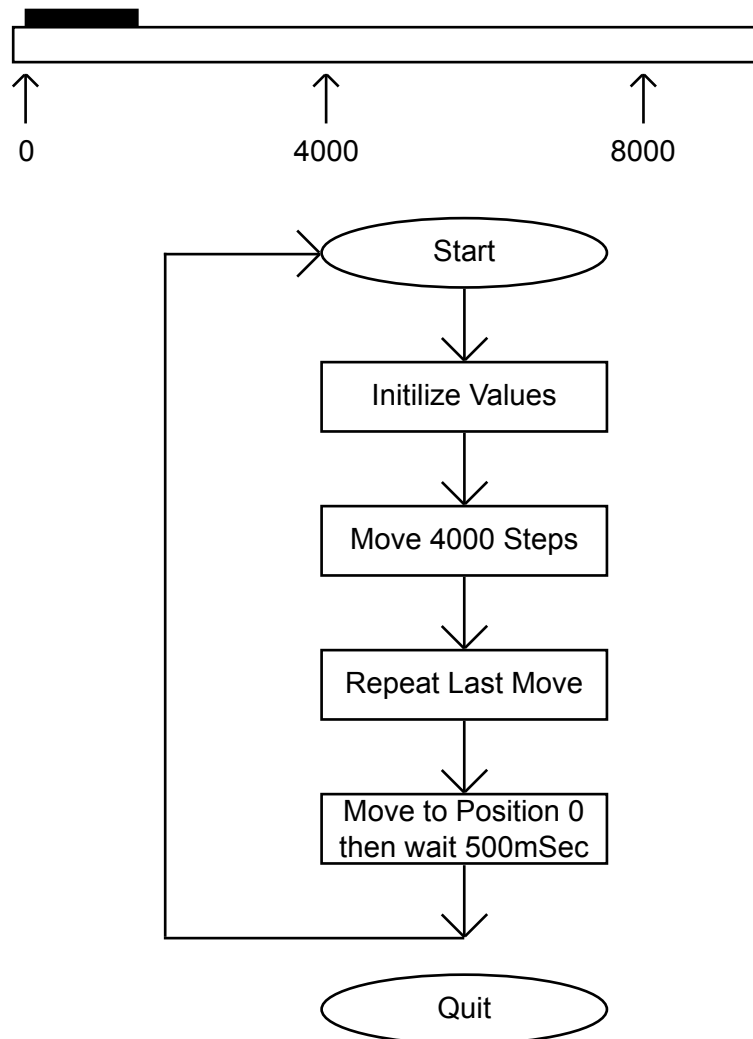 0
4000
8000
Start
Initilize Values
Move 4000 Steps
Repeat Last Move
Move to Position 0
then wait 500mSec
Quit